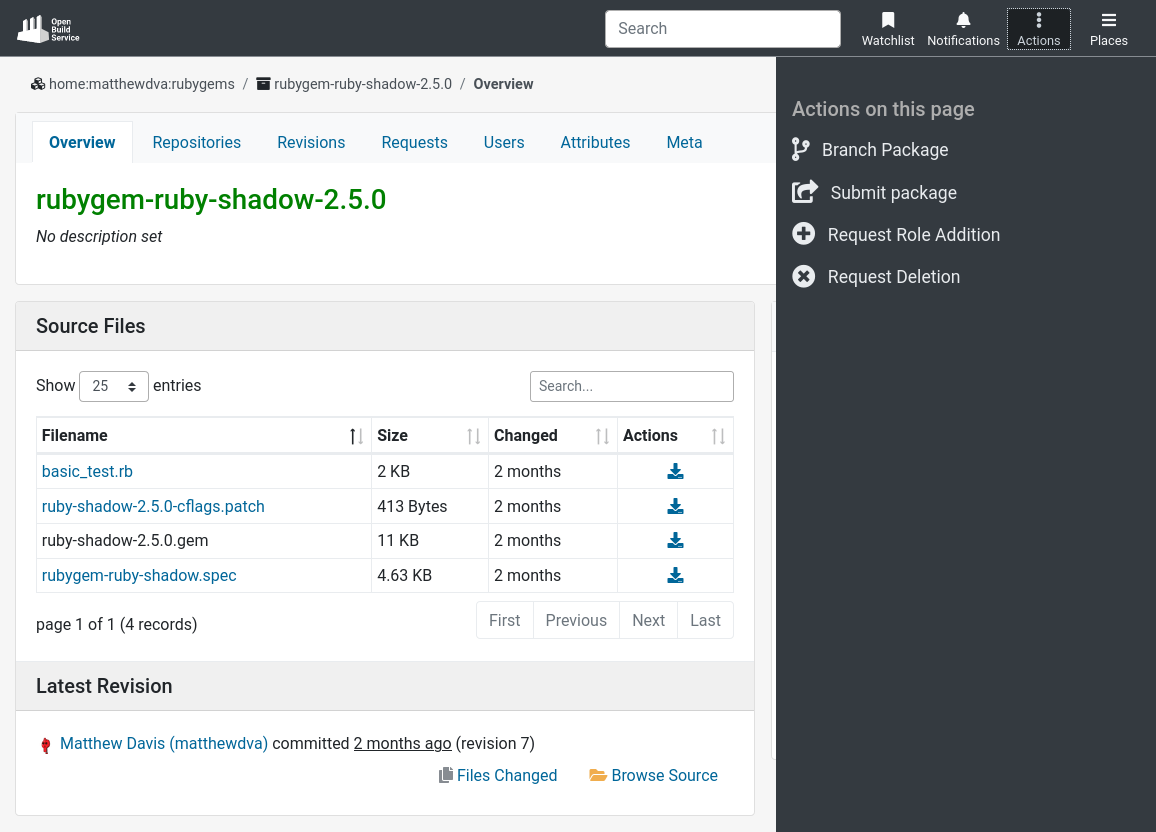 Open
Build
Service
Search
Watchlist
Notifications
Actions
Places
home:matthewdva:rubygems / rubygem-ruby-shadow-2.5.0 / Overview
Overview Repositories Revisions Requests Users Attributes Meta
rubygem-ruby-shadow-2.5.0
No description set
Source Files
Show 25 entries
Search...
Filename Size Changed Actions
basic_test.rb 2 KB 2 months
ruby-shadow-2.5.0-cflags.patch 413 Bytes 2 months
ruby-shadow-2.5.0.gem 11 KB 2 months
rubygem-ruby-shadow.spec 4.63 KB 2 months
page 1 of 1 (4 records)
First Previous Next Last
Latest Revision
Matthew Davis (matthewdva) committed 2 months ago (revision 7)
Files Changed Browse Source
Actions on this page
Branch Package
Submit package
Request Role Addition
Request Deletion